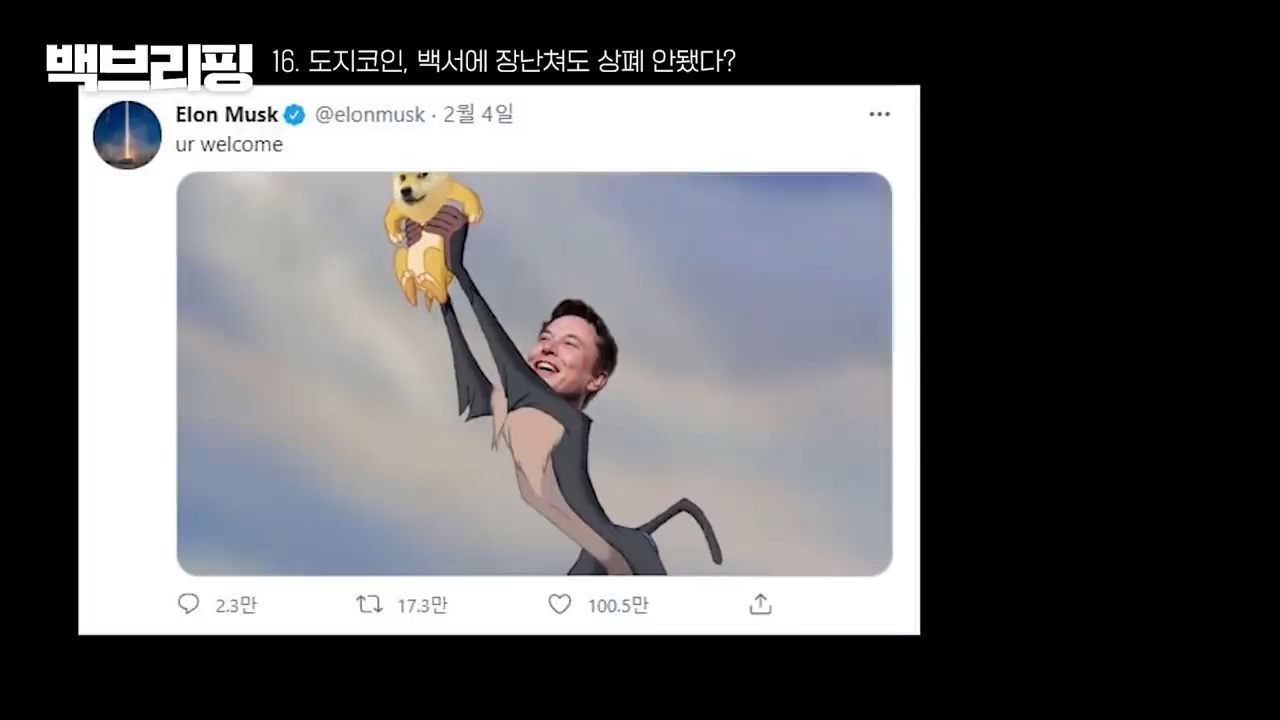 백브리핑 16. 도지코인, 백서에 장난쳐도 상폐 안됐다?
Elon Musk @elonmusk · 2월 4일
ur welcome
2.3만 17.3만 100.5만